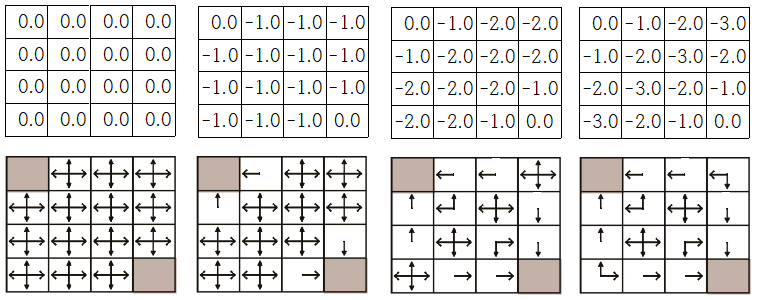 0.0 0.0 0.0 0.0
0.0 0.0 0.0 0.0
0.0 0.0 0.0 0.0
0.0 0.0 0.0 0.0
0.0 -1.0 -1.0 -1.0
-1.0 -1.0 -1.0 -1.0
-1.0 -1.0 -1.0 -1.0
-1.0 -1.0 -1.0 0.0
0.0 -1.0 -2.0 -2.0
-1.0 -2.0 -2.0 -2.0
-2.0 -2.0 -2.0 -1.0
-2.0 -2.0 -1.0 0.0
0.0 -1.0 -2.0 -3.0
-1.0 -2.0 -3.0 -2.0
-2.0 -3.0 -2.0 -1.0
-3.0 -2.0 -1.0 0.0